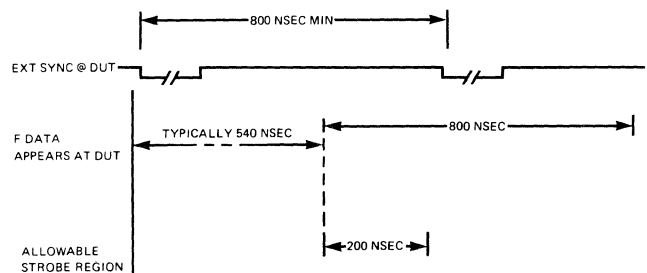 800 NSEC MIN
EXT SYNC @ DUT
F DATA
APPEARS AT DUT
TYPICALLY 540 NSEC
800 NSEC
ALLOWABLE
STROBE REGION
200 NSEC